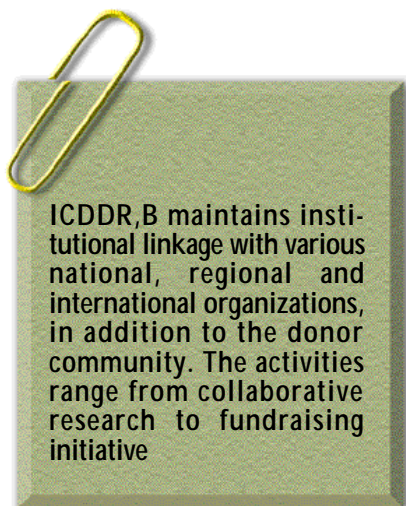 ICDDR,B maintains insti-
tutional linkage with various
national, regional and
international organizations,
in addition to the donor
community. The activities
range from collaborative
research to fundraising
initiative